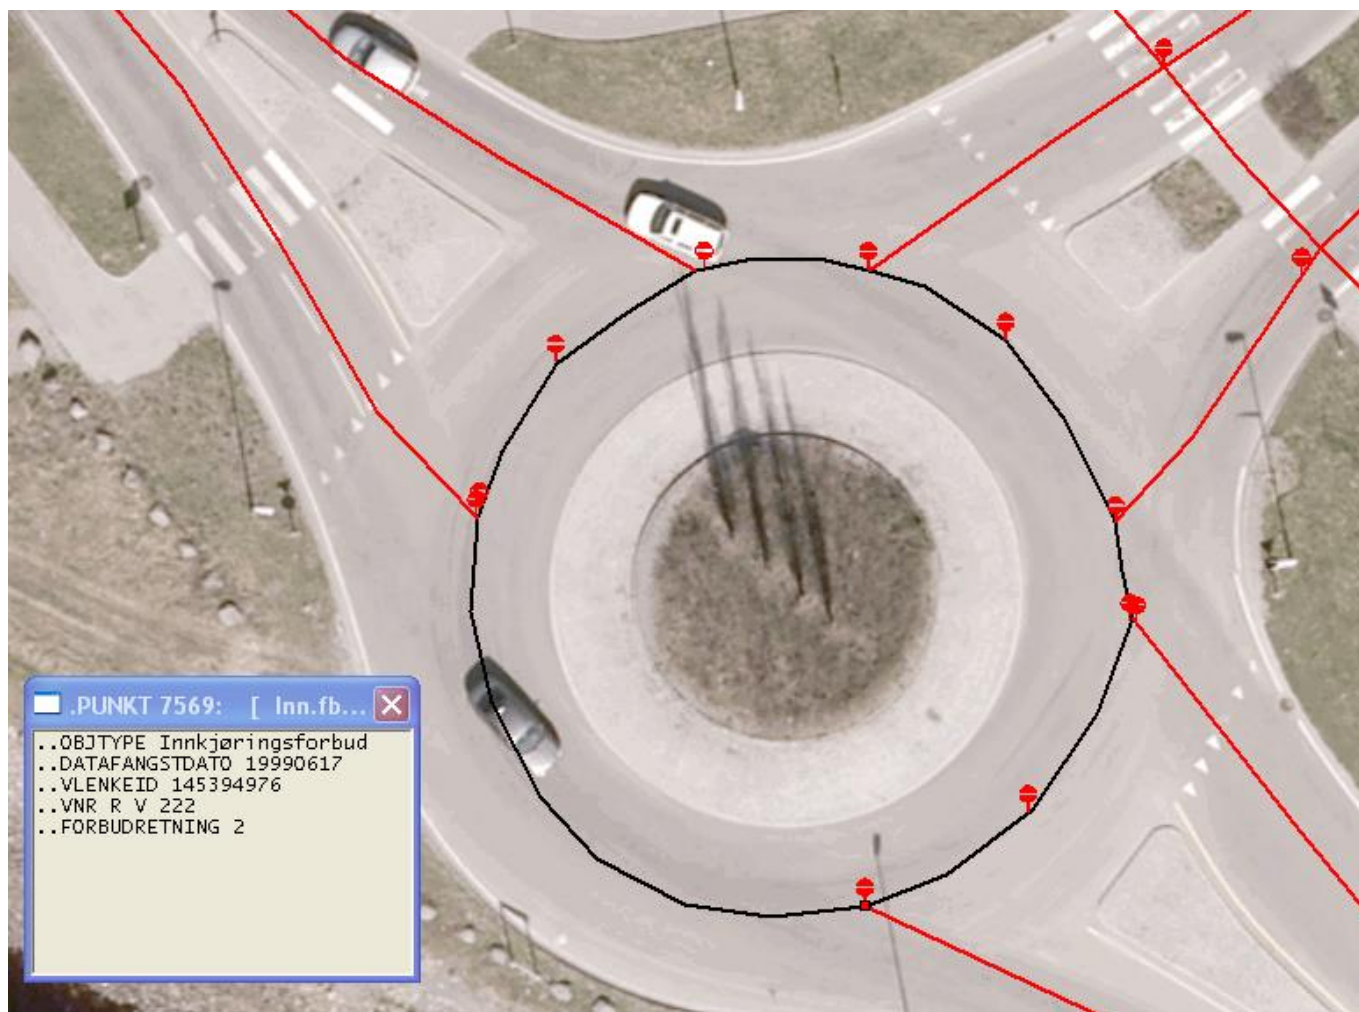 .PUNKT 7569: [ Inn.fb...
..OBJTYPE Innkjøringsforbud
..DATAFANGSTDATO 19990617
..VLENKEID 145394976
..VNR R V 222
..FORBUDRETNING 2